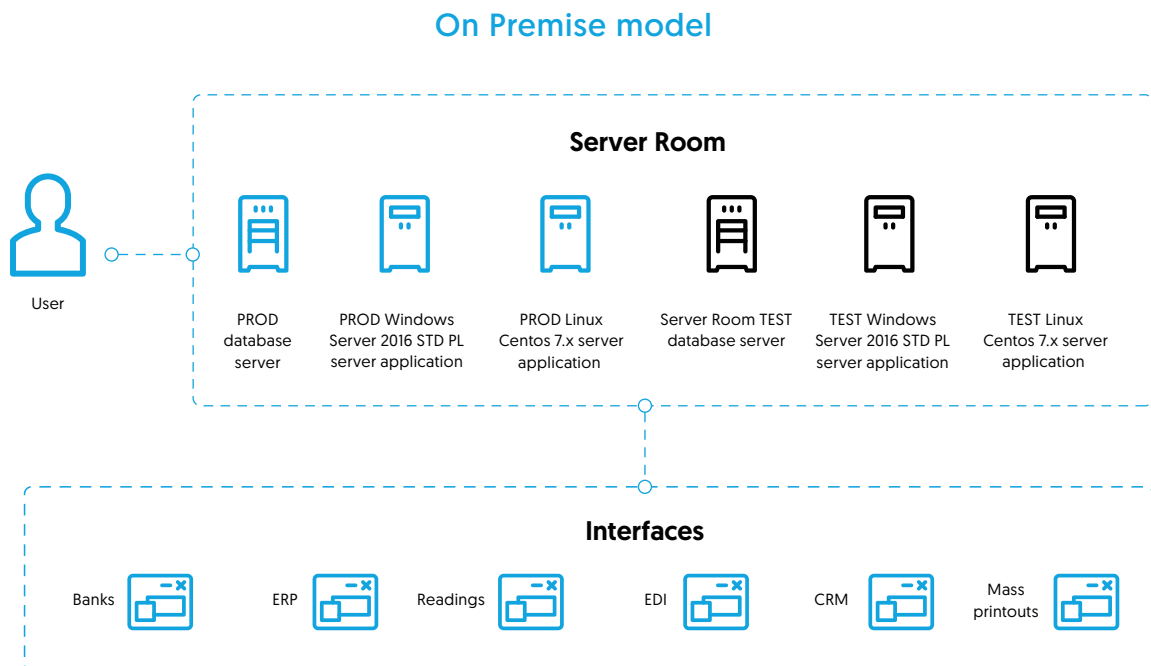 On Premise model
Server Room
User
PROD
database
server
PROD Windows
Server 2016 STD PL
server application
PROD Linux
Centos 7.x server
application
Server Room TEST
database server
TEST Windows
Server 2016 STD PL
server application
TEST Linux
Centos 7.x server
application
Interfaces
Banks
ERP
Readings
EDI
CRM
Mass
printouts